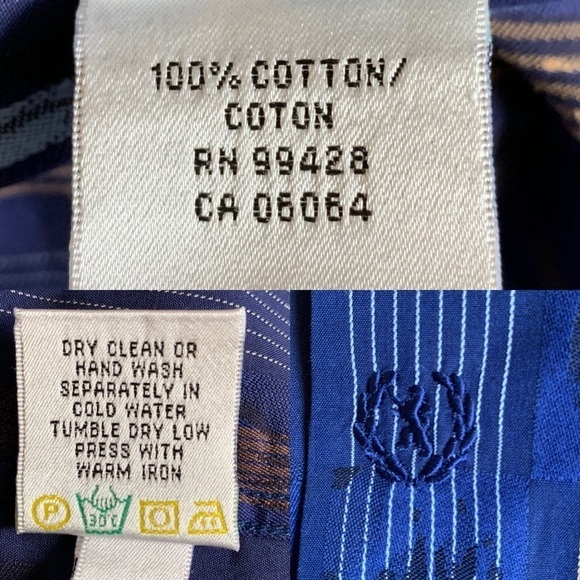 100% COTTON/
COTON
RN 99428
CA 06064
DRY CLEAN OR
HAND WASH
SEPARATELY IN
COLD WATER
TUMBLE DRY LOW
PRESS WITH
WARM IRON
P
30°C